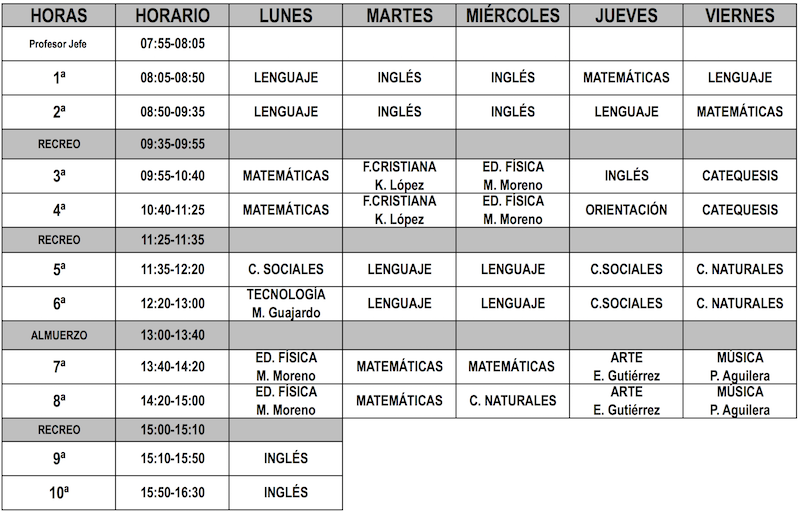 HORAS HORARIO LUNES MARTES MIÉRCOLES JUEVES VIERNES
Profesor Jefe 07:55-08:05
1ª 08:05-08:50 LENGUAJE INGLÉS INGLÉS MATEMÁTICAS LENGUAJE
2ª 08:50-09:35 LENGUAJE INGLÉS INGLÉS LENGUAJE MATEMÁTICAS
RECREO 09:35-09:55
3ª 09:55-10:40 MATEMÁTICAS F.CRISTIANA K. López ED. FÍSICA M. Moreno INGLÉS CATEQUESIS
4ª 10:40-11:25 MATEMÁTICAS F.CRISTIANA K. López ED. FÍSICA M. Moreno ORIENTACIÓN CATEQUESIS
RECREO 11:25-11:35
5ª 11:35-12:20 C. SOCIALES LENGUAJE LENGUAJE C.SOCIALES C. NATURALES
6ª 12:20-13:00 TECNOLOGÍA M. Guajardo LENGUAJE LENGUAJE C.SOCIALES C. NATURALES
ALMUERZO 13:00-13:40
7ª 13:40-14:20 ED. FÍSICA M. Moreno MATEMÁTICAS MATEMÁTICAS ARTE E. Gutiérrez MÚSICA P. Aguilera
8ª 14:20-15:00 ED. FÍSICA M. Moreno MATEMÁTICAS C. NATURALES ARTE E. Gutiérrez MÚSICA P. Aguilera
RECREO 15:00-15:10
9ª 15:10-15:50 INGLÉS
10ª 15:50-16:30 INGLÉS